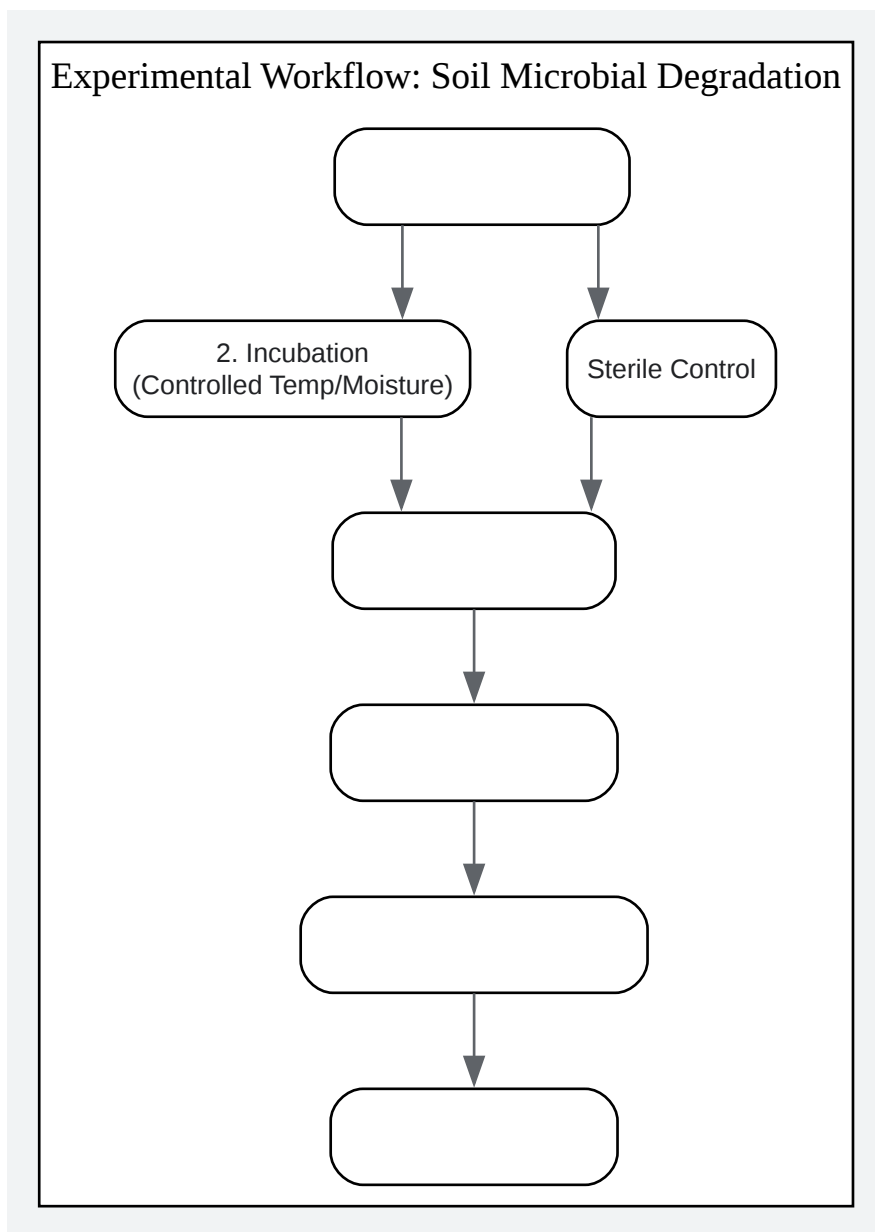 Experimental Workflow: Soil Microbial Degradation
2. Incubation
(Controlled Temp/Moisture)
Sterile Control